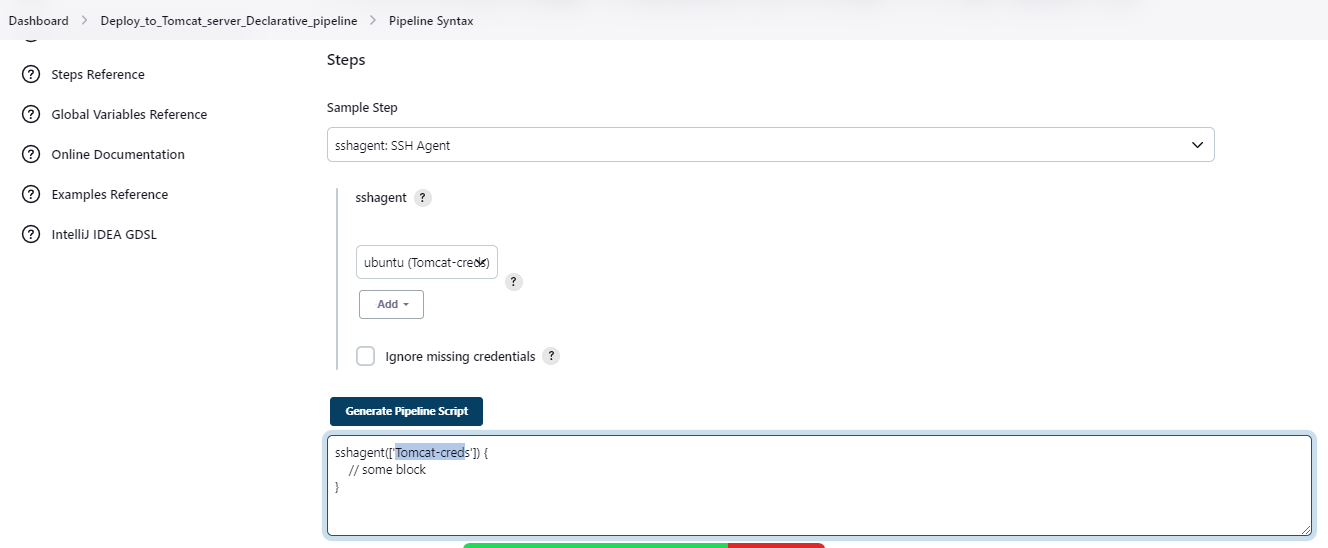 Dashboard > Deploy_to_Tomcat_server_Declarative_pipeline > Pipeline Syntax
Steps Reference
Global Variables Reference
Online Documentation
Examples Reference
IntelliJ IDEA GDSL
Steps
Sample Step
sshagent: SSH Agent
sshagent ?
ubuntu (Tomcat-creds)
?
Add
Ignore missing credentials ?
Generate Pipeline Script
sshagent(['Tomcat-creds']) {
// some block
}